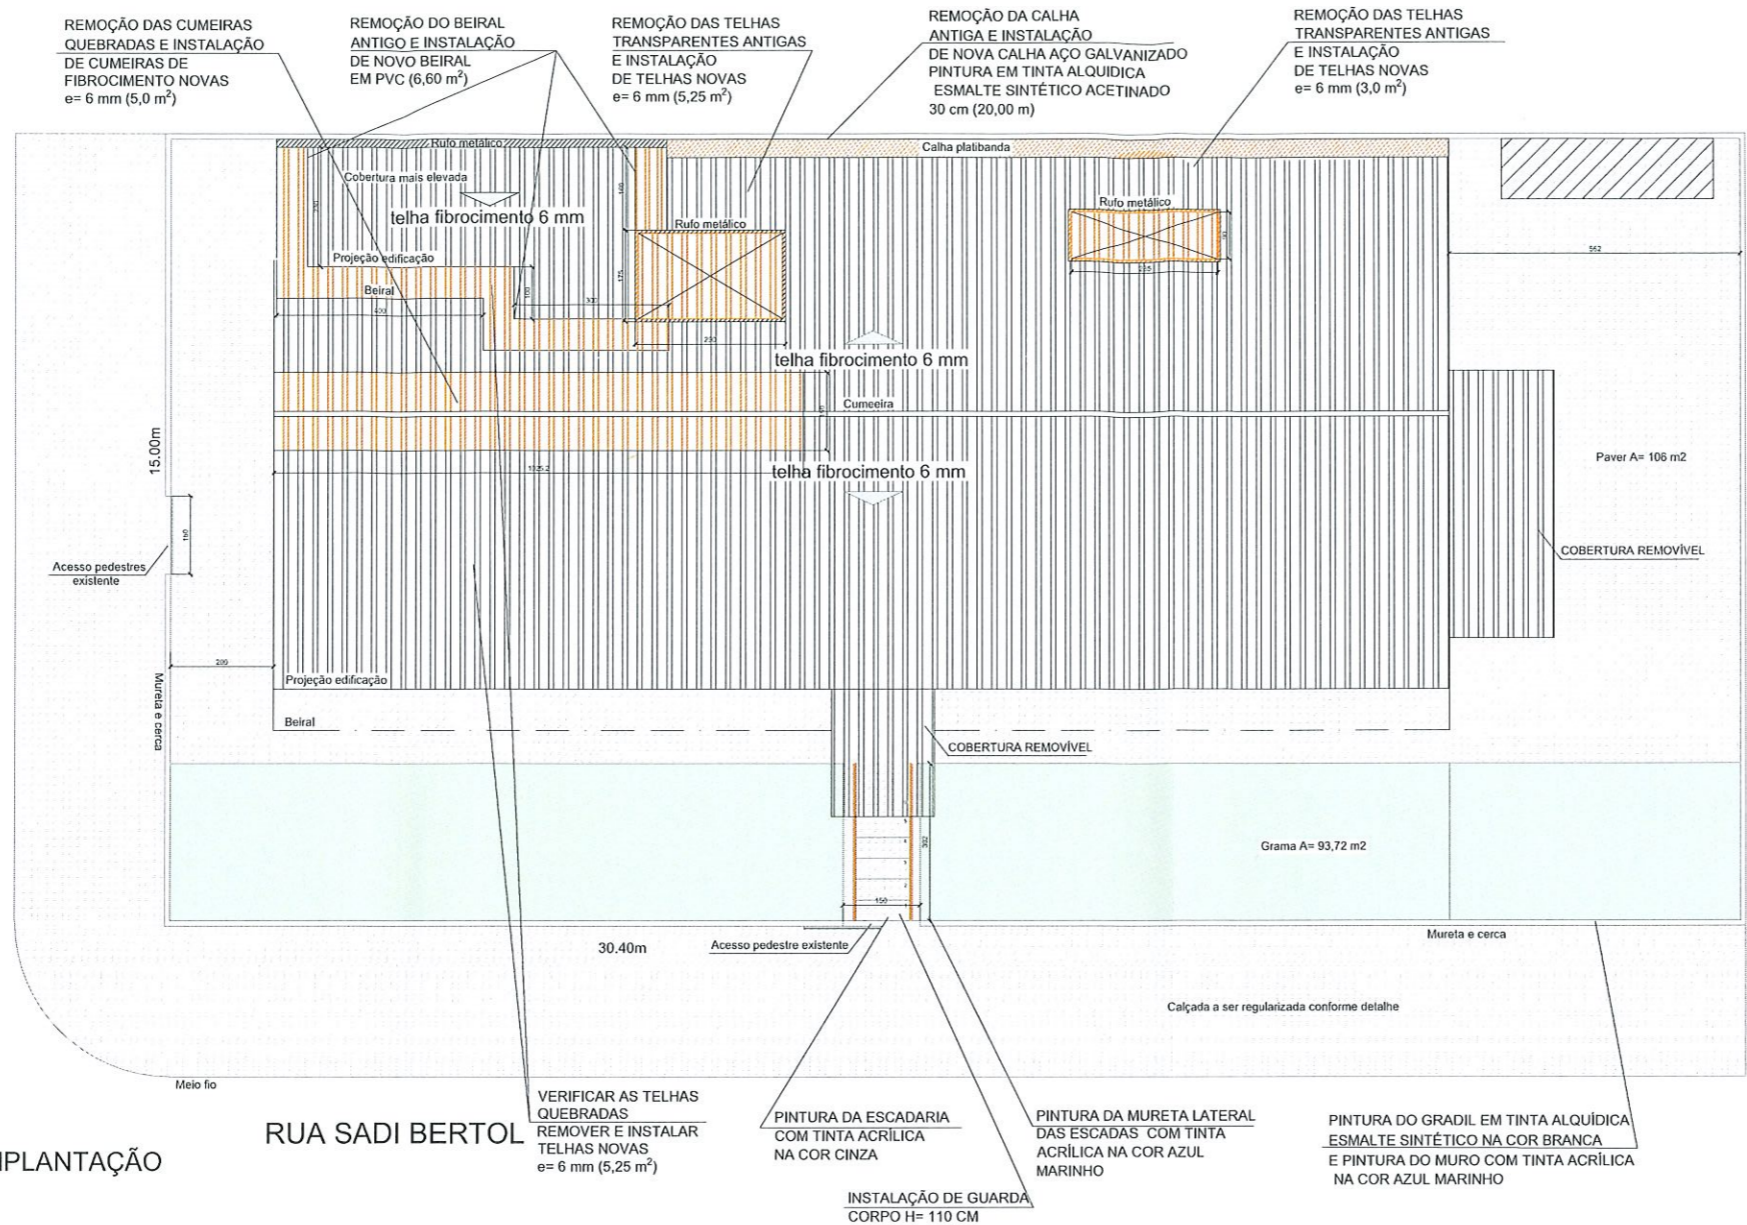 REMOÇÃO DAS CUMEIRAS
QUEBRADAS E INSTALAÇÃO
DE CUMEIRAS DE
FIBROCIMENTO NOVAS
e= 6 mm (5,0 m²)
REMOÇÃO DO BEIRAL
ANTIGO E INSTALAÇÃO
DE NOVO BEIRAL
EM PVC (6,60 m²)
REMOÇÃO DAS TELHAS
TRANSPARENTES ANTIGAS
E INSTALAÇÃO
DE TELHAS NOVAS
e= 6 mm (5,25 m²)
REMOÇÃO DA CALHA
ANTIGA E INSTALAÇÃO
DE NOVA CALHA AÇO GALVANIZADO
PINTURA EM TINTA ALQUIDICA
ESMALTE SINTÉTICO ACETINADO
30 cm (20,00 m)
REMOÇÃO DAS TELHAS
TRANSPARENTES ANTIGAS
E INSTALAÇÃO
DE TELHAS NOVAS
e= 6 mm (3,0 m²)
Rufo metálico
Calha platibanda
Cobertura mais elevada
telha fibrocimento 6 mm
Rufo metálico
Rufo metálico
Projeção edificação
Beiral
400
300
100
175
562
telha fibrocimento 6 mm
Cumeeira
15.00m
telha fibrocimento 6 mm
Paver A= 106 m2
COBERTURA REMOVÍVEL
Acesso pedestres
existente
Projeção edificação
Mureta e cerca
Beiral
COBERTURA REMOVÍVEL
Grama A= 93,72 m2
150
30.40m
Acesso pedestre existente
Mureta e cerca
Calçada a ser regularizada conforme detalhe
Meio fio
RUA SADI BERTOL
MPLANTAÇÃO
VERIFICAR AS TELHAS
QUEBRADAS
REMOVER E INSTALAR
TELHAS NOVAS
e= 6 mm (5,25 m²)
PINTURA DA ESCADARIA
COM TINTA ACRÍLICA
NA COR CINZA
INSTALAÇÃO DE GUARDA
CORPO H= 110 CM
PINTURA DA MURETA LATERAL
DAS ESCADAS COM TINTA
ACRÍLICA NA COR AZUL
MARINHO
PINTURA DO GRADIL EM TINTA ALQUÍDICA
ESMALTE SINTÉTICO NA COR BRANCA
E PINTURA DO MURO COM TINTA ACRÍLICA
NA COR AZUL MARINHO